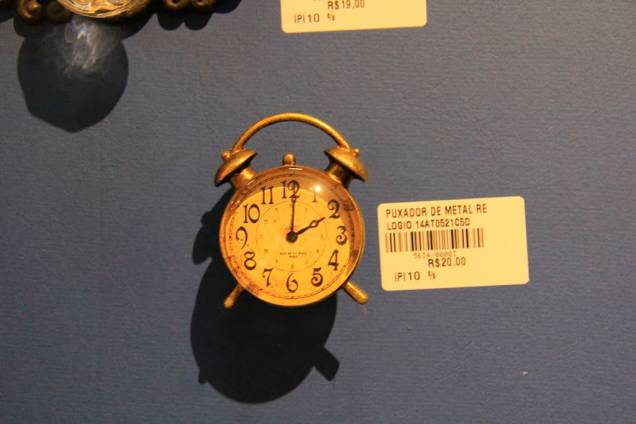 R$19,00
IPI10 %
12
11
1
10
2
9
3
8
4
7
5
6
PUXADOR DE METAL RE
LOGIO 14AT0521C5D
R$20,00
IPI10 %